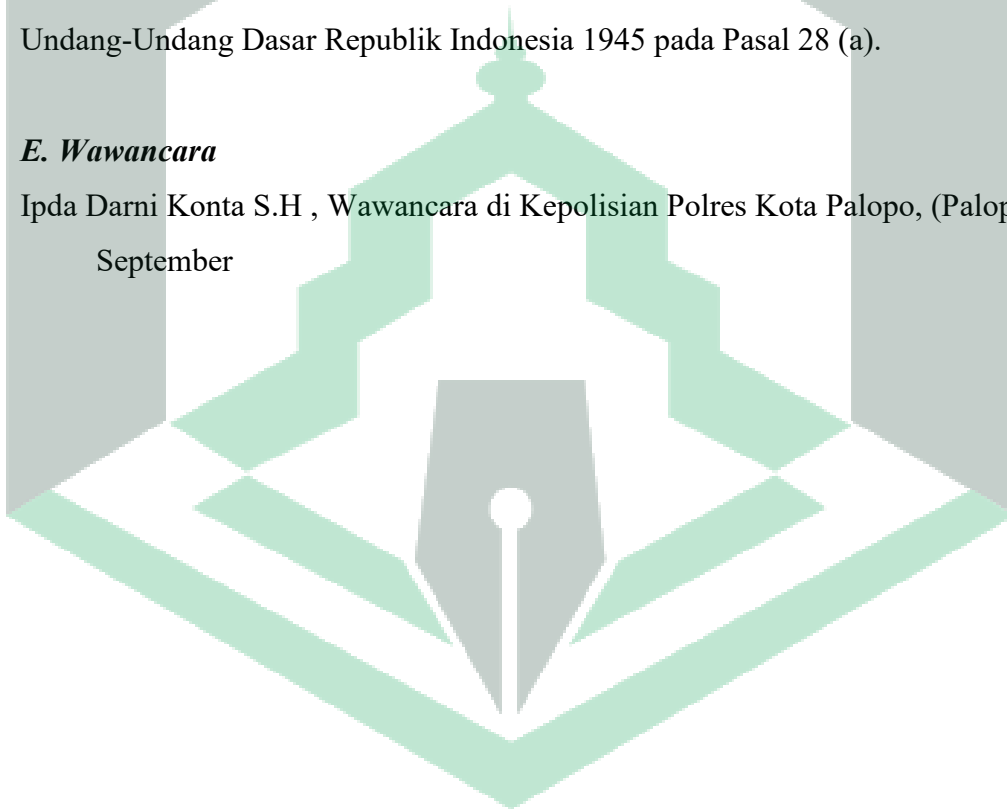 Undang-Undang Dasar Republik Indonesia 1945 pada Pasal 28 (a).
E. Wawancara
Ipda Darni Konta S.H , Wawancara di Kepolisian Polres Kota Palopo, (Palop
September